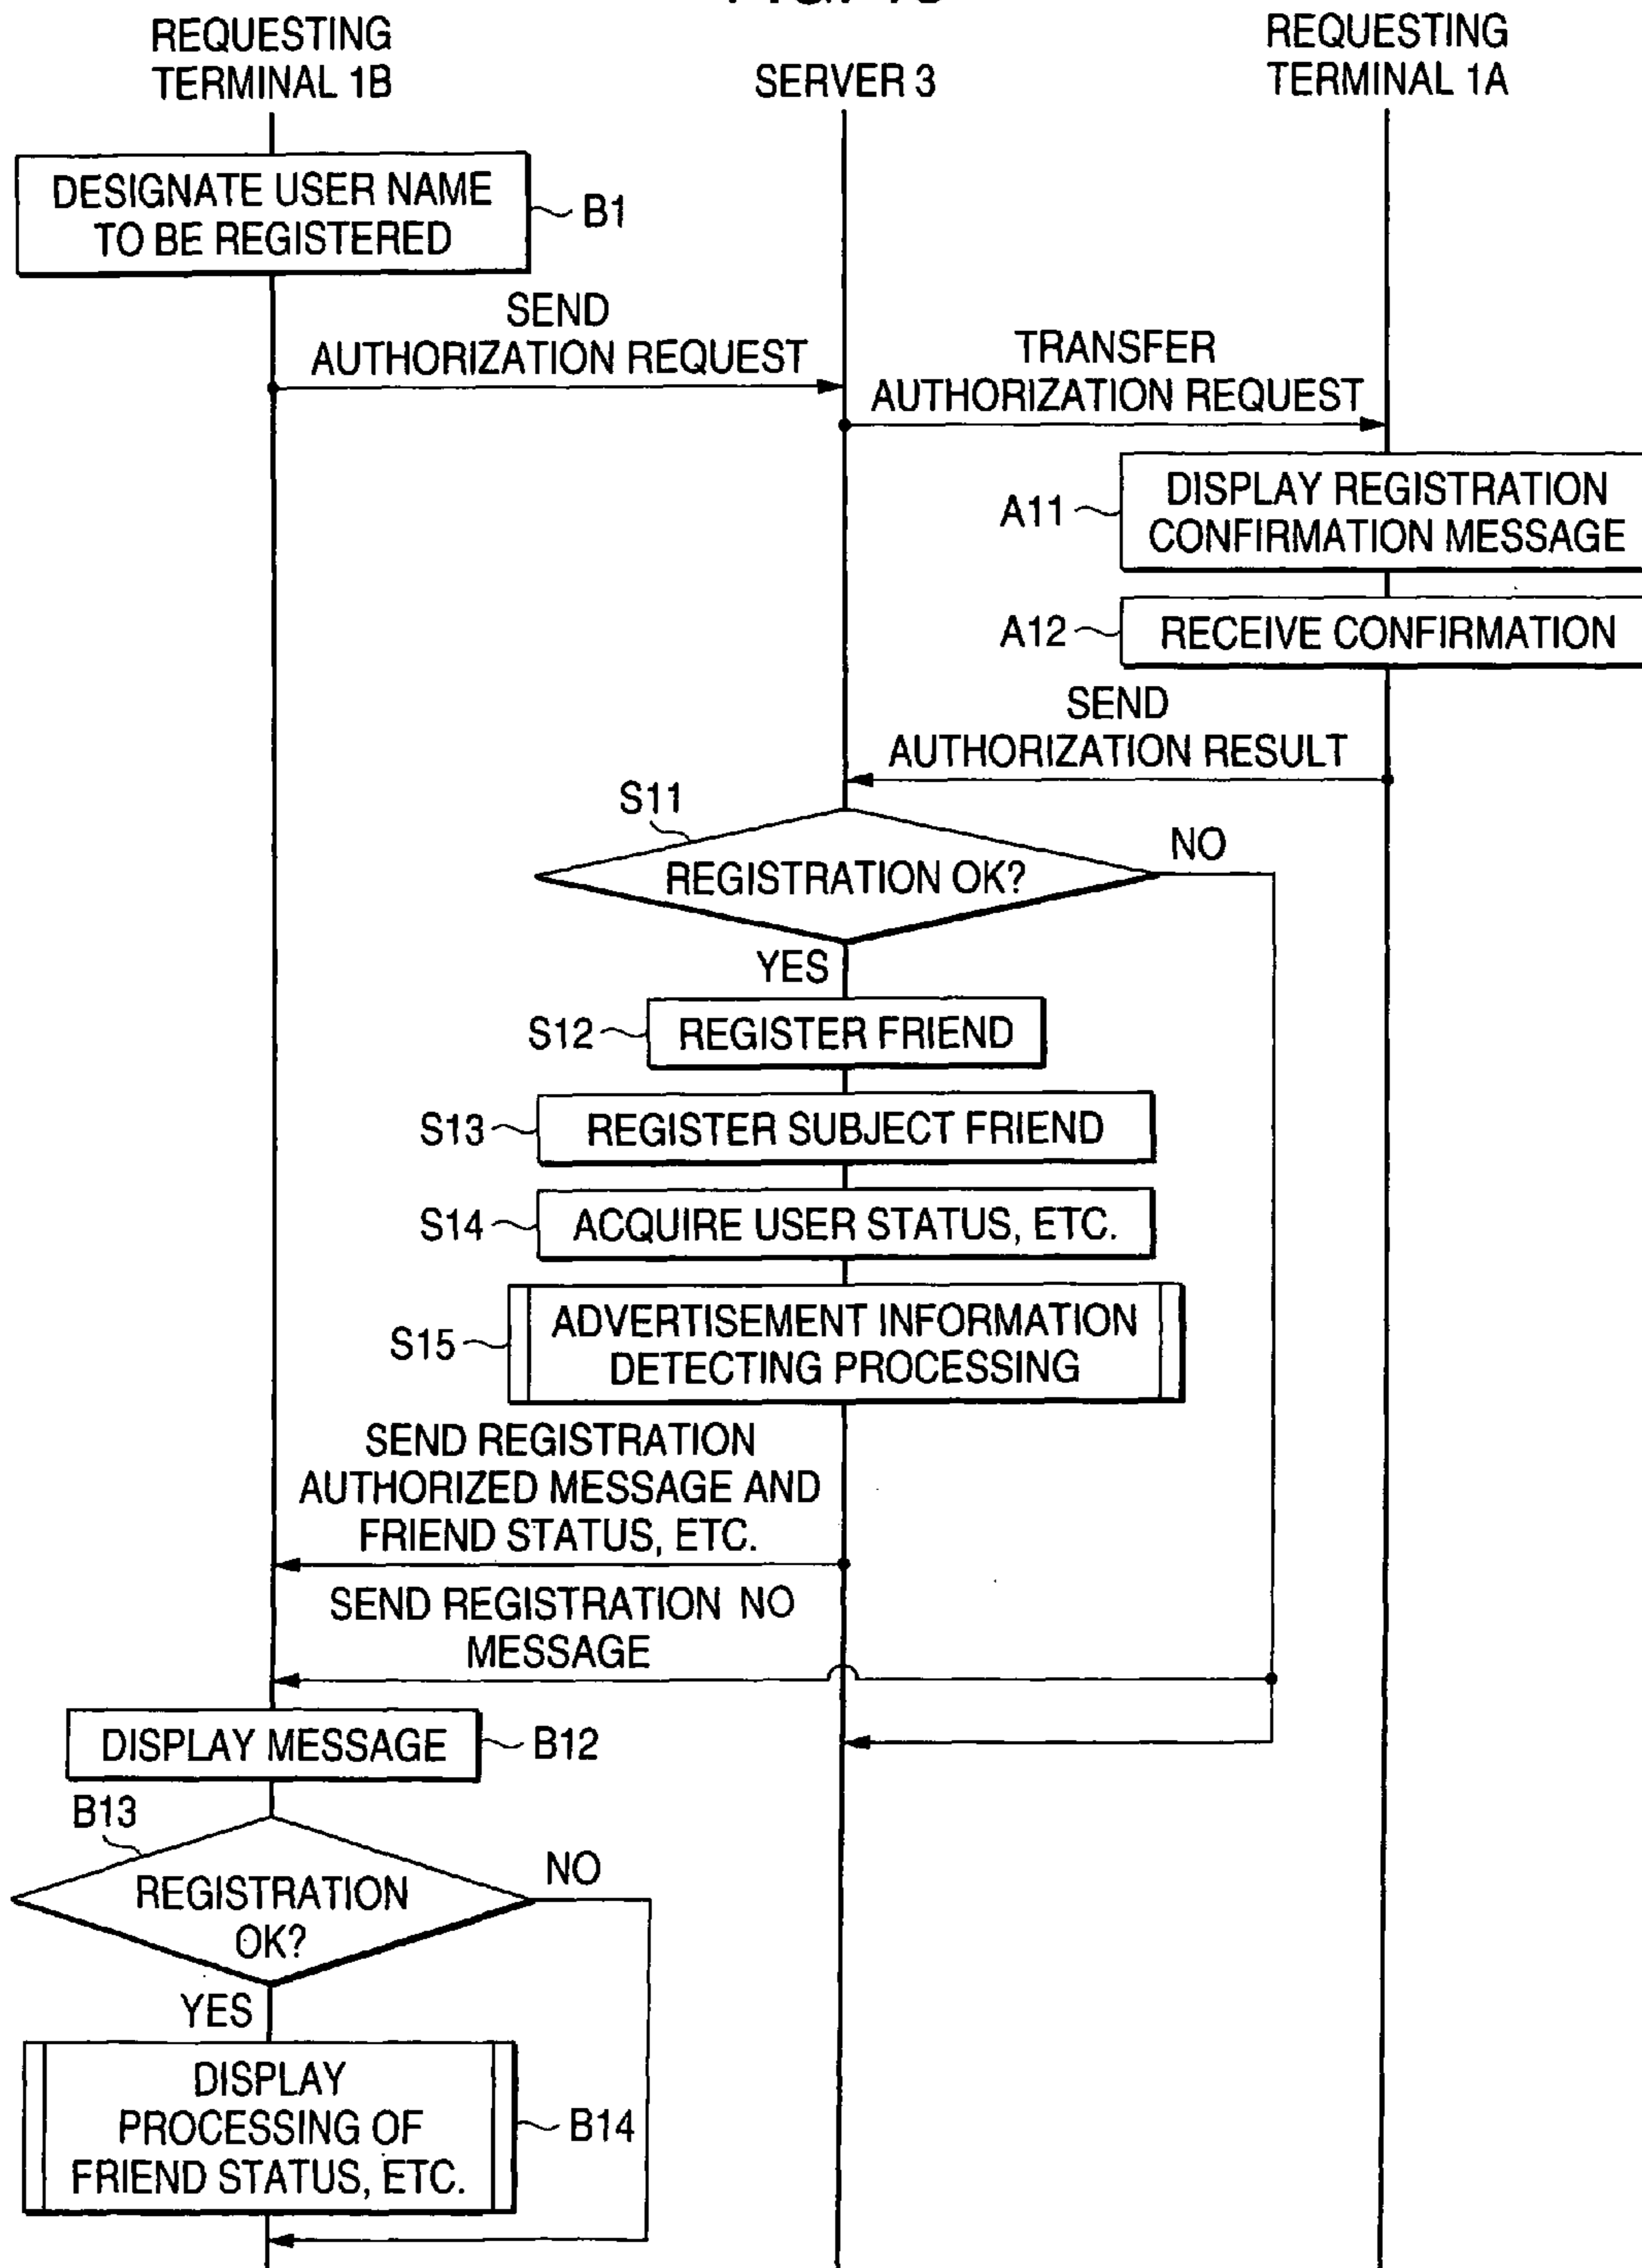 REQUESTING
TERMINAL 1B
SERVER 3
REQUESTING
TERMINAL 1A
DESIGNATE USER NAME
TO BE REGISTERED
B1
SEND
AUTHORIZATION REQUEST
TRANSFER
AUTHORIZATION REQUEST
A11
DISPLAY REGISTRATION
CONFIRMATION MESSAGE
A12
RECEIVE CONFIRMATION
SEND
AUTHORIZATION RESULT
S11
REGISTRATION OK?
NO
YES
S12
REGISTER FRIEND
S13
REGISTER SUBJECT FRIEND
S14
ACQUIRE USER STATUS, ETC.
S15
ADVERTISEMENT INFORMATION
DETECTING PROCESSING
SEND REGISTRATION
AUTHORIZED MESSAGE AND
FRIEND STATUS, ETC.
SEND REGISTRATION NO
MESSAGE
DISPLAY MESSAGE
B12
B13
REGISTRATION
OK?
NO
YES
DISPLAY
PROCESSING OF
FRIEND STATUS, ETC.
B14